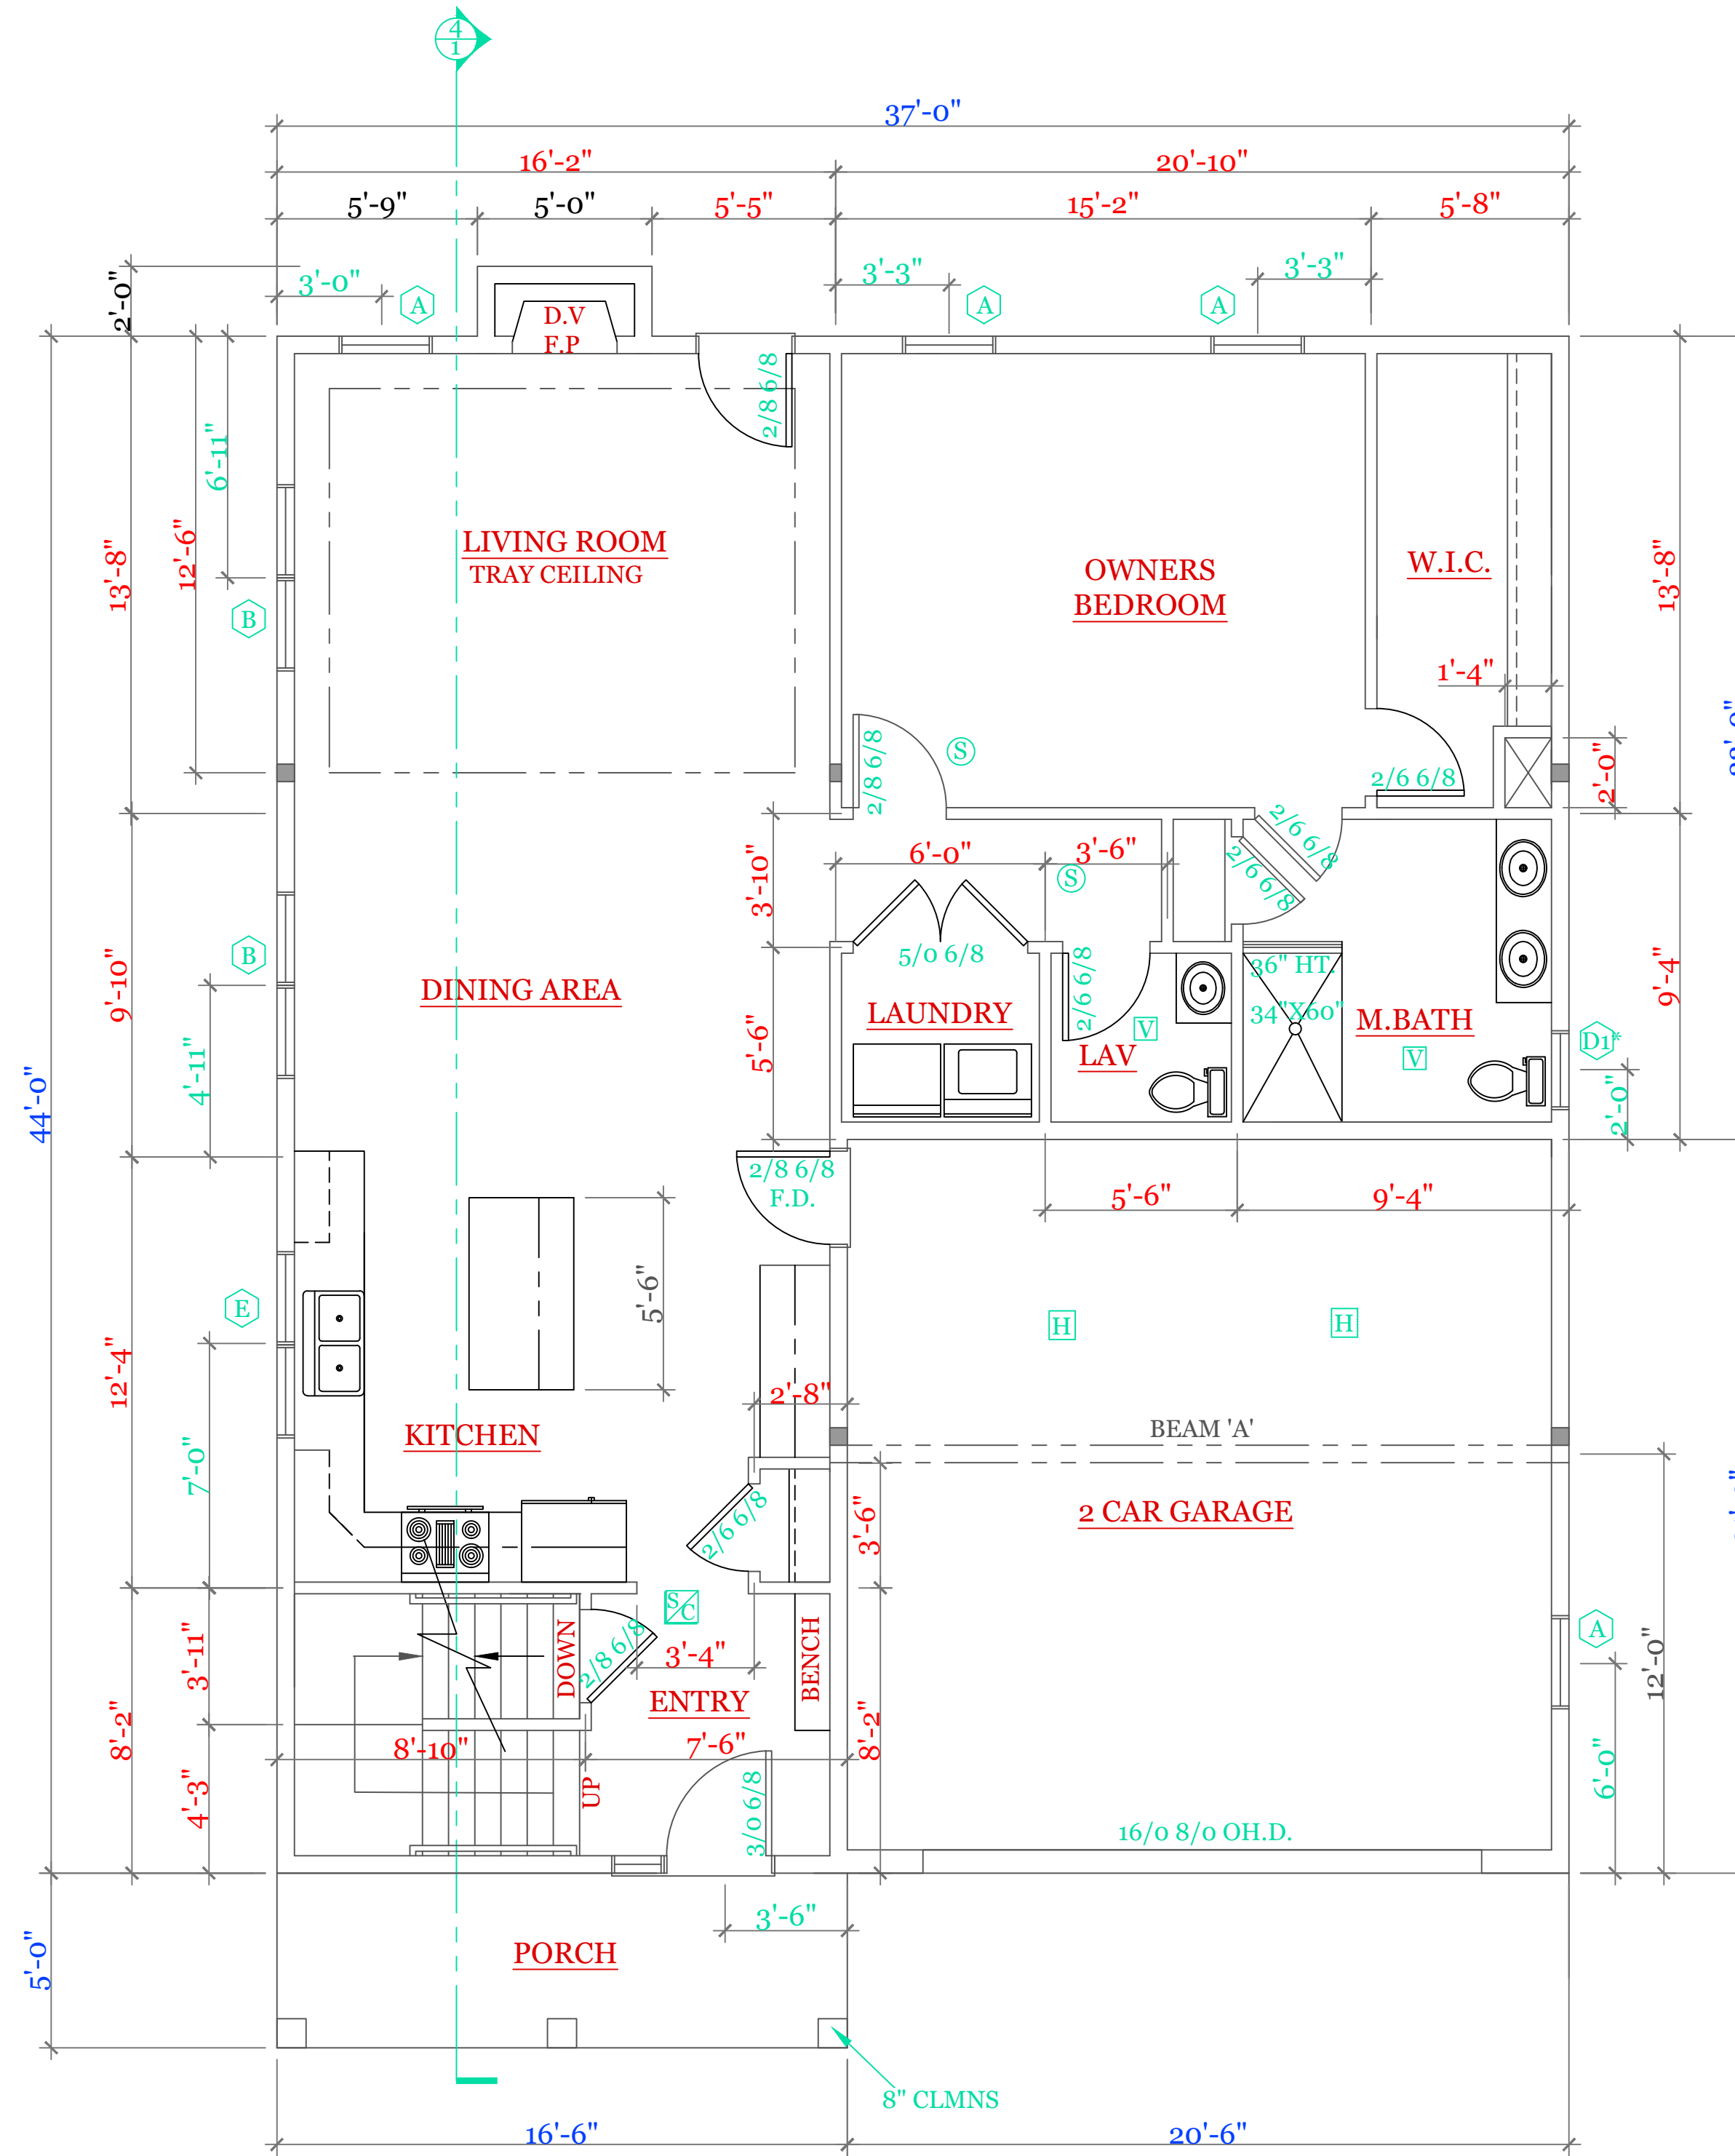 4
1
37'-0"
16'-2"
20'-10"
5'-9"
5'-0"
5'-5"
15'-2"
5'-8"
2'-0"
3'-0"
A
3'-3"
A
A
3'-3"
D.V
F.P
2/8 6/8
6'-11"
12'-6"
13'-8"
LIVING ROOM
TRAY CEILING
OWNERS
BEDROOM
W.I.C.
13'-8"
B
1'-4"
2/8 6/8
S
2/6 6/8
2'-0"
2/6 6/8
2/6 6/8
6'-0"
3'-6"
S
3'-10"
9'-10"
B
5/0 6/8
2/6 6/8
36" HT.
34"X60"
9'-4"
DINING AREA
LAUNDRY
LAV
V
M.BATH
V
D1*
5'-6"
4'-11"
44'-0"
2'-0"
2/8 6/8
F.D.
5'-6"
9'-4"
E
5'-6"
H
H
12'-4"
2'-8"
KITCHEN
BEAM 'A'
7'-0"
2 CAR GARAGE
2/6 6/8
3'-6"
S/C
A
12'-0"
3'-11"
DOWN
2/8 6/8
3'-4"
BENCH
ENTRY
8'-2"
8'-10"
7'-6"
8'-2"
6'-0"
4'-3"
UP
3/0 6/8
16/0 8/0 OH.D.
3'-6"
PORCH
5'-0"
8" CLMNS
16'-6"
20'-6"